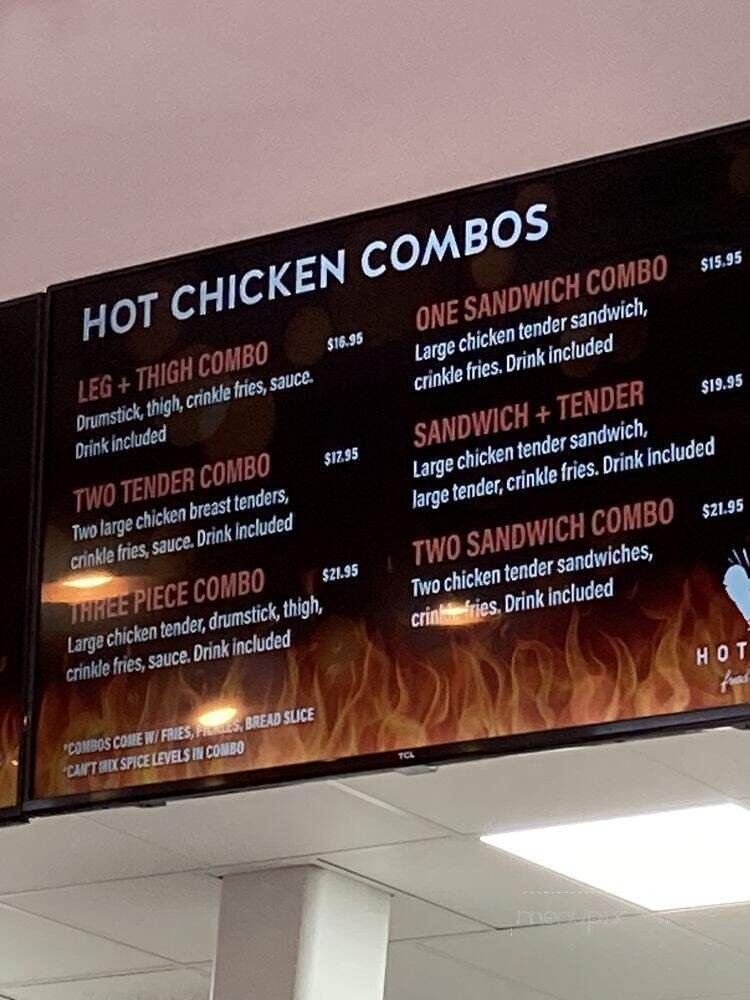 HOT CHICKEN COMBOS
LEG + THIGH COMBO $16.95
Drumstick, thigh, crinkle fries, sauce.
Drink included
TWO TENDER COMBO $17.95
Two large chicken breast tenders,
crinkle fries, sauce. Drink Included
THREE PIECE COMBO $21.95
Large chicken tender, drumstick, thigh,
crinkle fries, sauce. Drink included
*COMBOS COME W/ FRIES, PICKLES, BREAD SLICE
*CAN'T MIX SPICE LEVELS IN COMBO
ONE SANDWICH COMBO $15.95
Large chicken tender sandwich,
crinkle fries. Drink included
SANDWICH + TENDER $19.95
Large chicken tender sandwich,
large tender, crinkle fries. Drink included
TWO SANDWICH COMBO $21.95
Two chicken tender sandwiches,
crinkle fries. Drink included
HOT
TCL
menupix